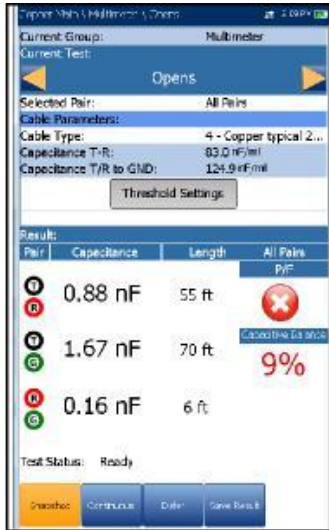 Copper Main \ Multimeter \ Opens
Current Group: Multimeter
Current Test:
Opens
Selected Pair: All Pairs
Cable Parameters:
Cable Type: 4 - Copper typical 2...
Capacitance T-R: 83.0 nF/mi
Capacitance T/R to GND: 124.9 nF/mi
Threshold Settings
Result:
Pair Capacitance Length All Pairs
P/F
T
R
0.88 nF 55 ft
Capacitive Balance
T
G
1.67 nF 70 ft
9%
R
G
0.16 nF 6 ft
Test Status: Ready
Snapshot Continuous Save Result